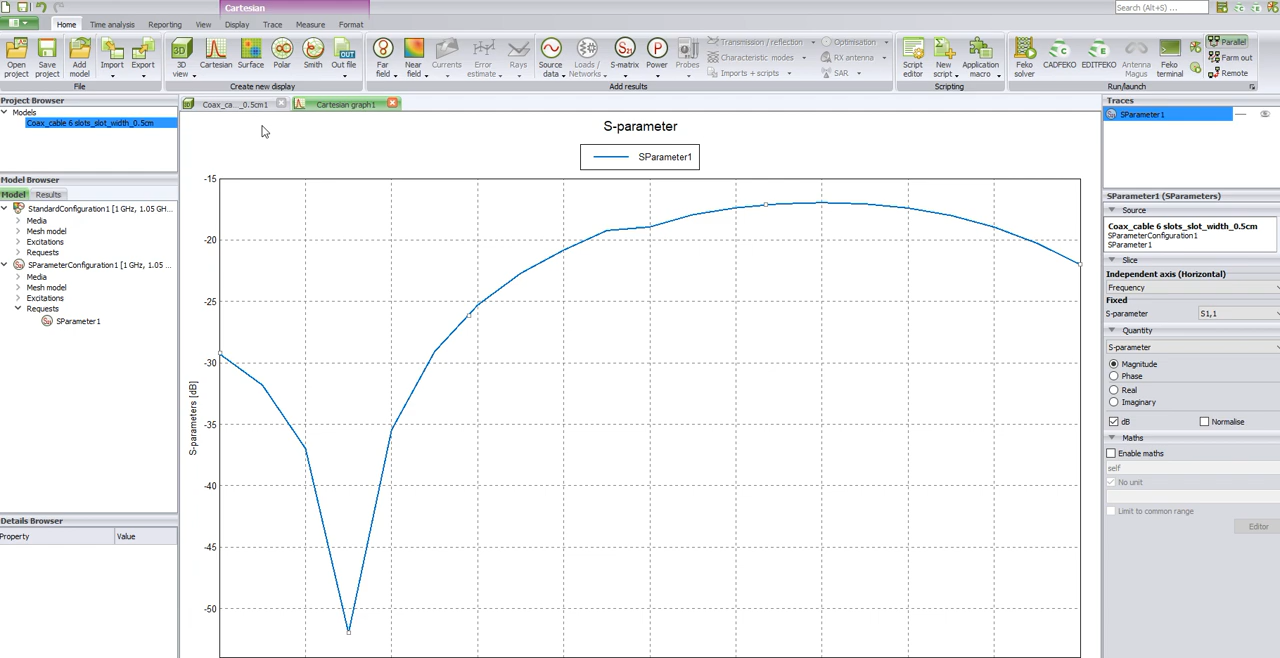 Cartesian
Search (Alt+S) ...
Home Time analysis Reporting View Display Trace Measure Format
Open project
Save project
Add model
Import
Export
3D view
Cartesian
Surface
Polar
Smith
Out file
Far field
Near field
Currents
Error estimate
Rays
Source data
Loads / Networks
S-matrix
Power
Probes
Transmission / reflection
Characteristic modes
Imports + scripts
Optimisation
RX antenna
SAR
Script editor
New script
Application macro
Feko solver
CADFEKO
EDITFEKO
Antenna Magus
Feko terminal
Parallel
Farm out
Remote
File Create new display Add results Scripting Run/launch
Project Browser
Models
Coax_cable 6 slots_slot_width_0.5cm
Model Browser
Model Results
StandardConfiguration1 [1 GHz, 1.05 GH...
Media
Mesh model
Excitations
Requests
SParameterConfiguration1 [1 GHz, 1.05 ...
Media
Mesh model
Excitations
Requests
SParameter1
Details Browser
Property Value
Coax_ca..._0.5cm1 Cartesian graph1
S-parameter
SParameter1
S-parameters [dB]
-15
-20
-25
-30
-35
-40
-45
-50
Traces
SParameter1
SParameter1 (SParameters)
Source
Coax_cable 6 slots_slot_width_0.5cm
SParameterConfiguration1
SParameter1
Slice
Independent axis (Horizontal)
Frequency
Fixed
S-parameter S1,1
Quantity
S-parameter
Magnitude
Phase
Real
Imaginary
dB Normalise
Maths
Enable maths
self
No unit
Limit to common range
Editor